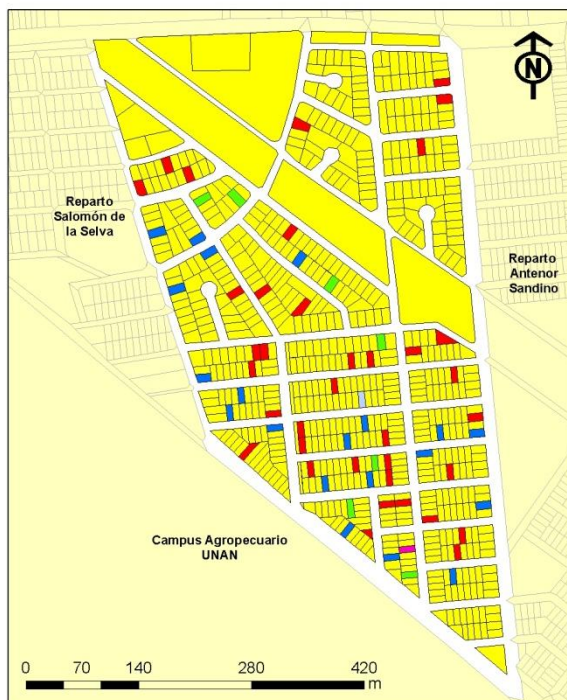 N
Reparto
Salomón de
la Selva
Reparto
Antenor
Sandino
Campus Agropecuario
UNAN
0 70 140 280 420
m